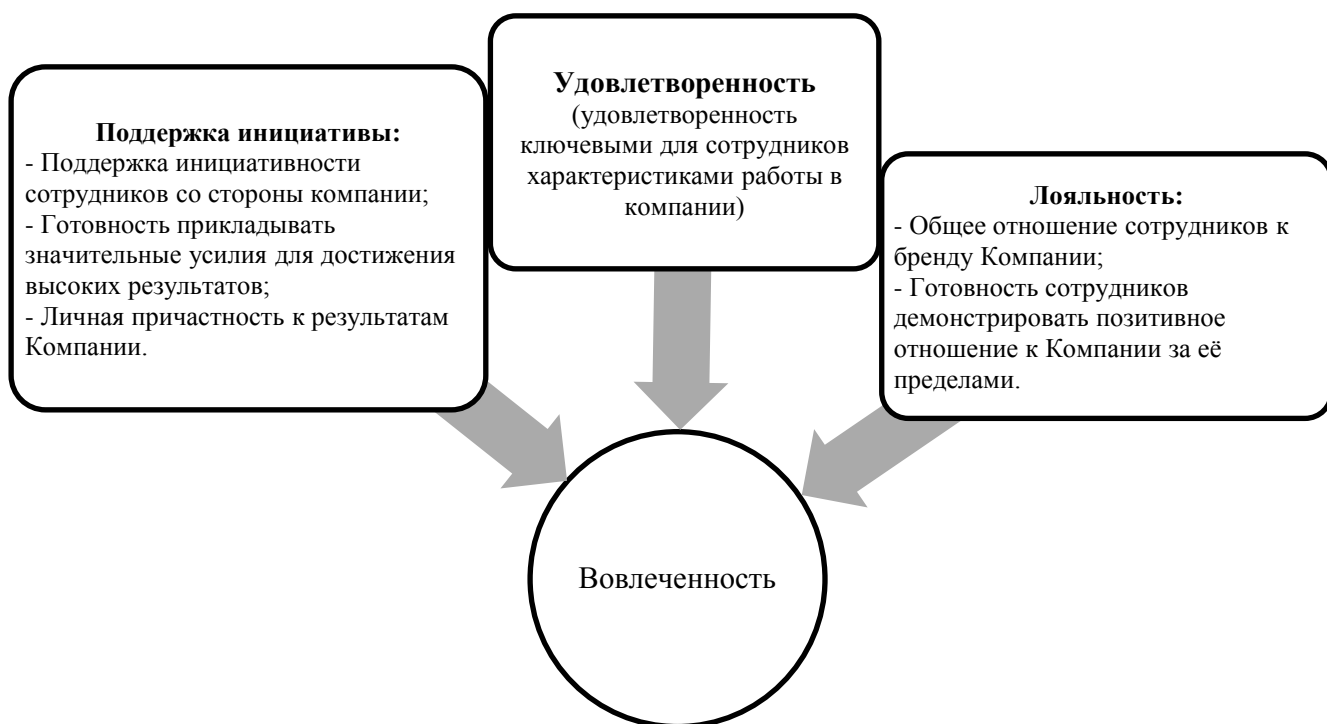 Поддержка инициативы:
- Поддержка инициативности
сотрудников со стороны компании;
- Готовность прикладывать
значительные усилия для достижения
высоких результатов;
- Личная причастность к результатам
Компании.
Удовлетворенность
(удовлетворенность
ключевыми для сотрудников
характеристиками работы в
компании)
Лояльность:
- Общее отношение сотрудников к
бренду Компании;
- Готовность сотрудников
демонстрировать позитивное
отношение к Компании за её
пределами.
Вовлеченность